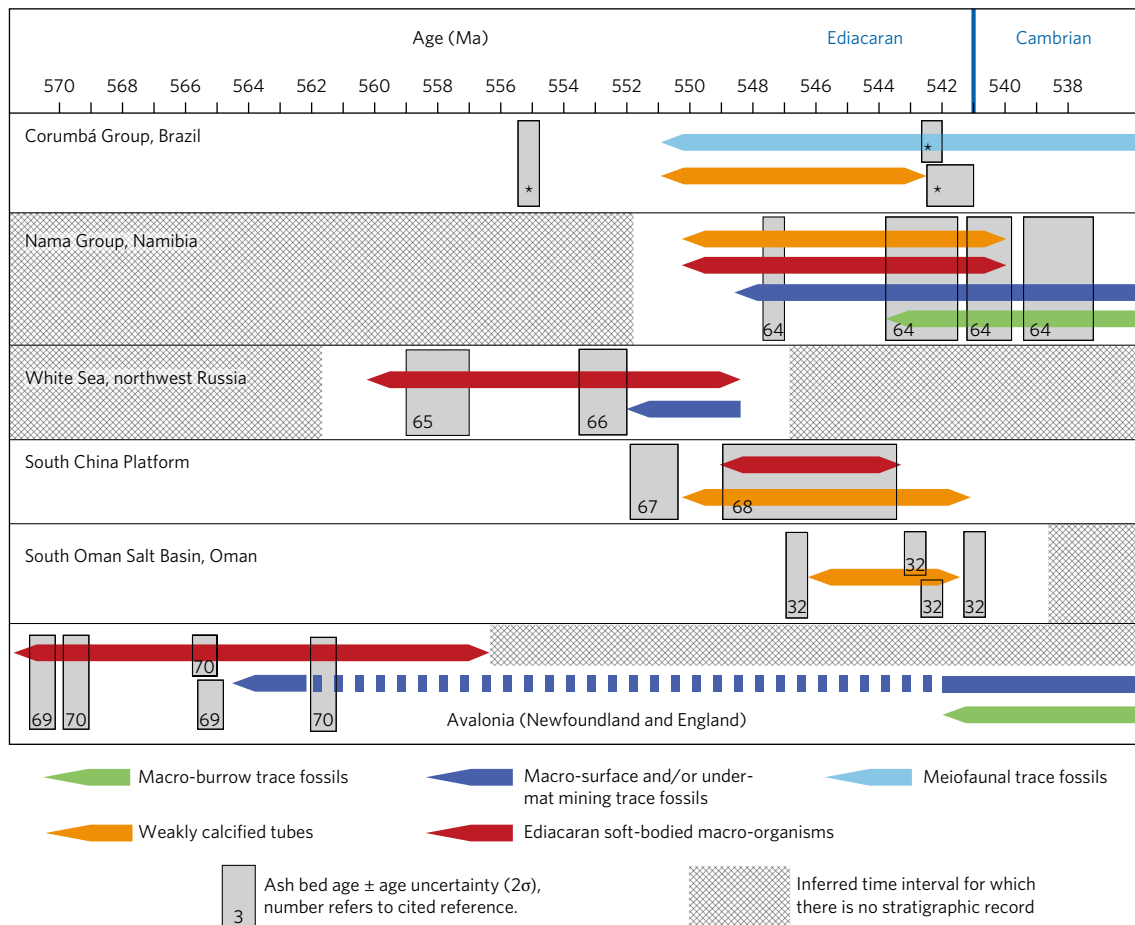 Age (Ma) Ediacaran Cambrian
570 568 566 564 562 560 558 555 554 552 550 548 546 544 542 540 538
Corumbá Group, Brazil
*
*
*
Nama Group, Namibia
64 64 64 64
White Sea, northwest Russia
65 66
South China Platform
67 68
South Oman Salt Basin, Oman
32
32 32 32
70
69 70 69 70
Avalonia (Newfoundland and England)
Macro-burrow trace fossils
Macro-surface and/or under-
mat mining trace fossils
Meiofaunal trace fossils
Weakly calcified tubes
Ediacaran soft-bodied macro-organisms
Ash bed age ± age uncertainty (2σ),
number refers to cited reference.
3
Inferred time interval for which
there is no stratigraphic record